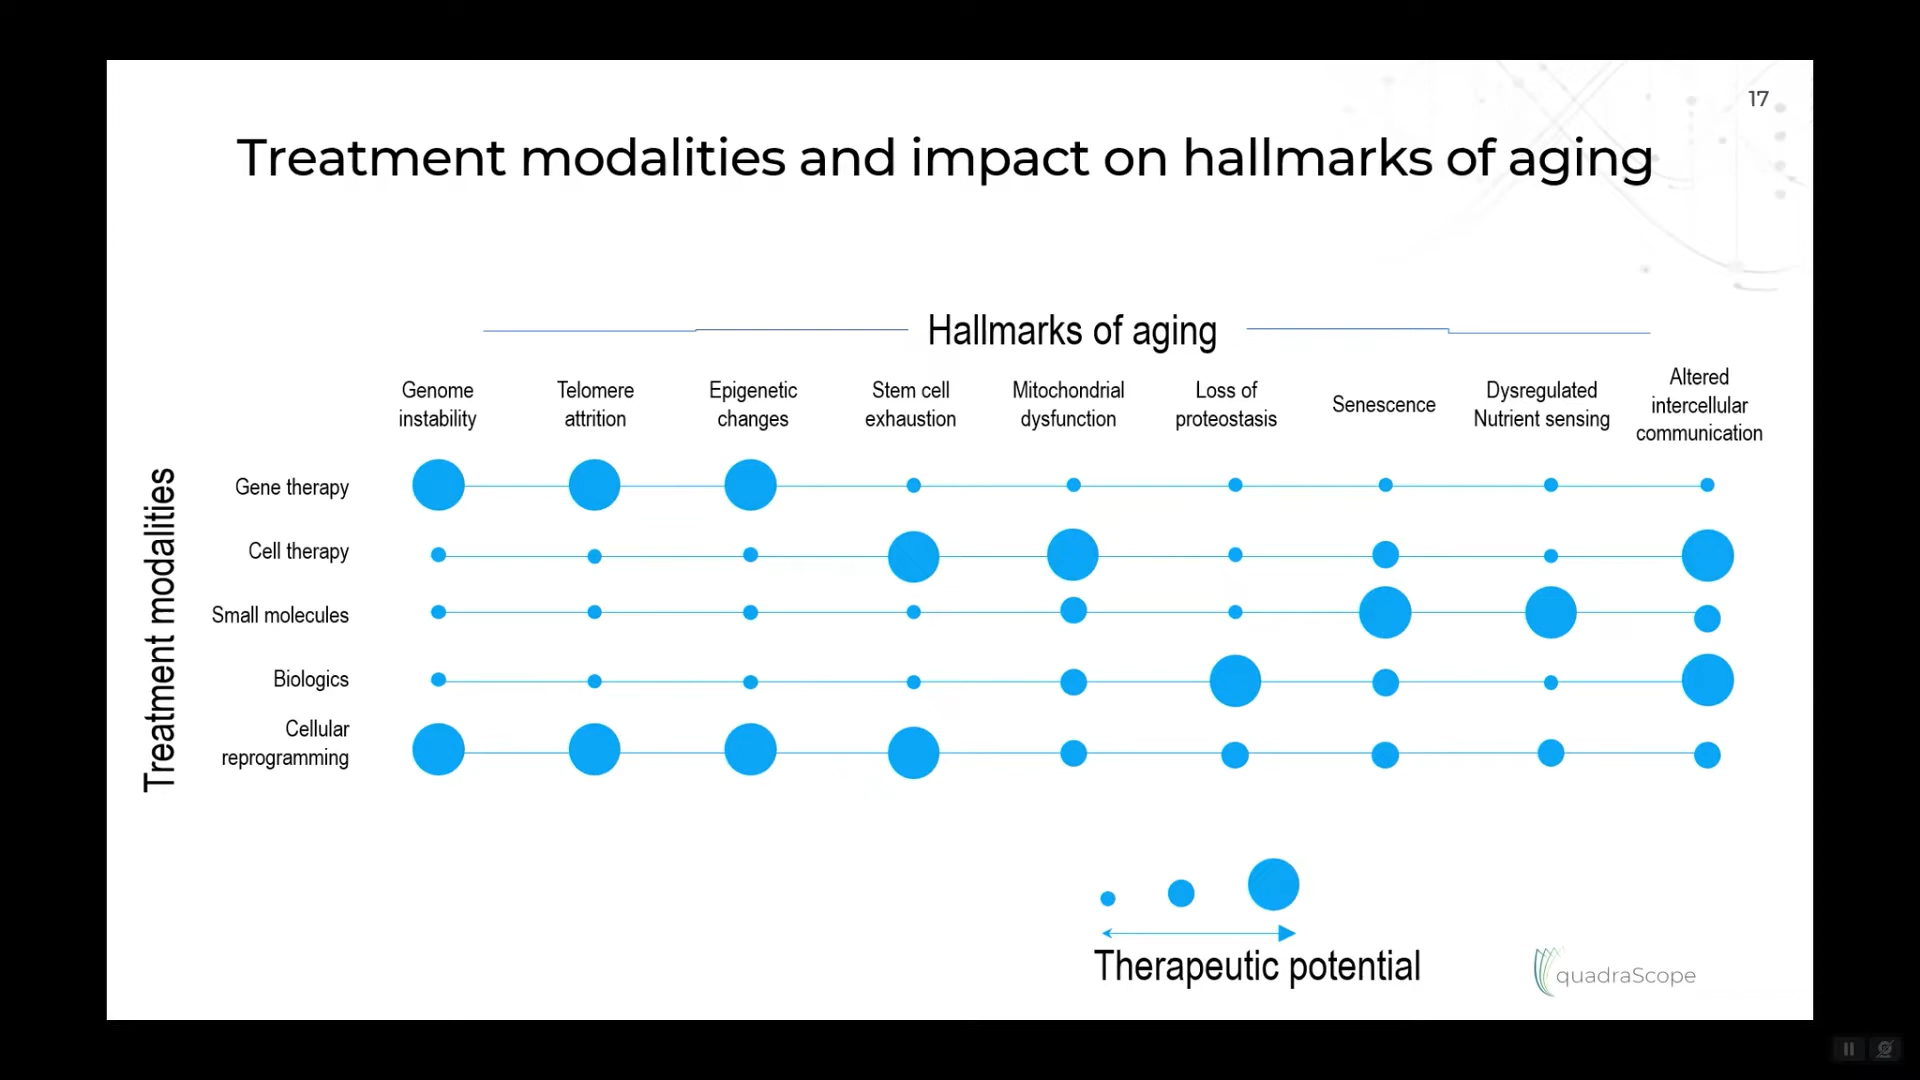 17
Treatment modalities and impact on hallmarks of aging
Hallmarks of aging
Genome
instability
Telomere
attrition
Epigenetic
changes
Stem cell
exhaustion
Mitochondrial
dysfunction
Loss of
proteostasis
Senescence
Dysregulated
Nutrient sensing
Altered
intercellular
communication
Treatment modalities
Gene therapy
Cell therapy
Small molecules
Biologics
Cellular
reprogramming
Therapeutic potential
quadraScope